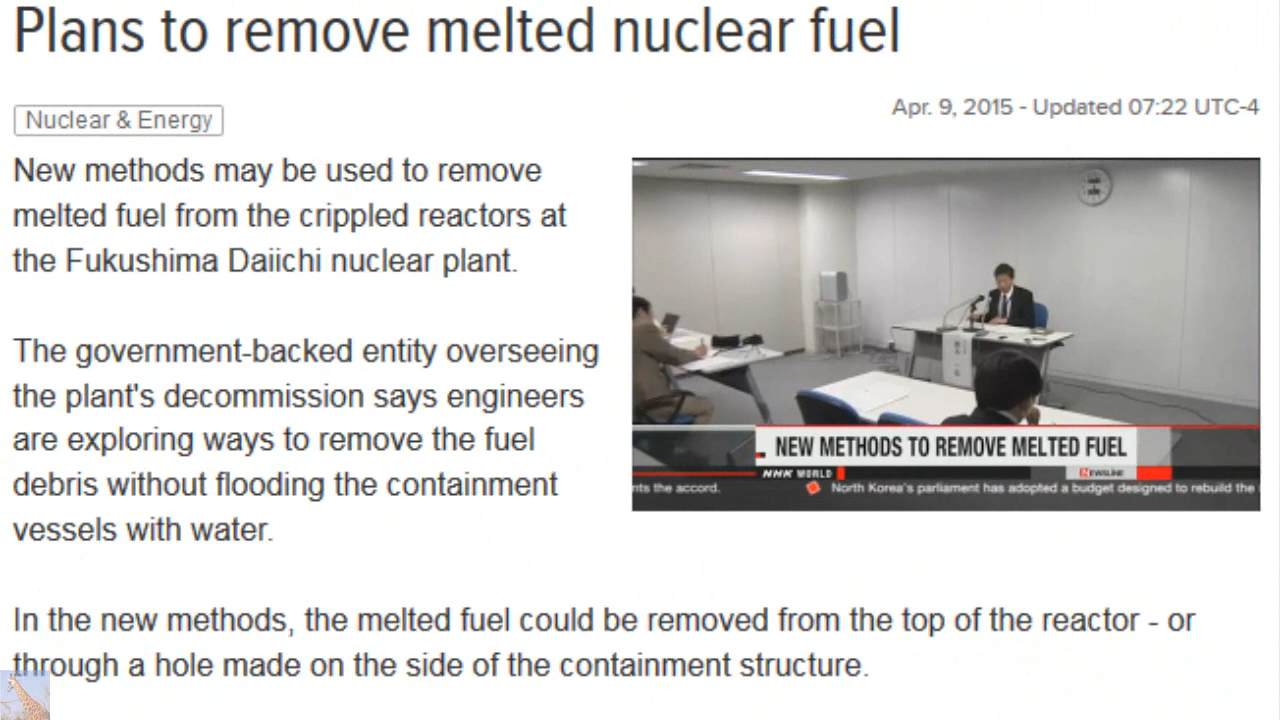 Plans to remove melted nuclear fuel
Nuclear & Energy
Apr. 9, 2015 - Updated 07:22 UTC-4
New methods may be used to remove
melted fuel from the crippled reactors at
the Fukushima Daiichi nuclear plant.
The government-backed entity overseeing
the plant's decommission says engineers
are exploring ways to remove the fuel
debris without flooding the containment
vessels with water.
NEW METHODS TO REMOVE MELTED FUEL
NHK WORLD
NEWSLINE
nts the accord.
North Korea's parliament has adopted a budget designed to rebuild the
In the new methods, the melted fuel could be removed from the top of the reactor - or
through a hole made on the side of the containment structure.